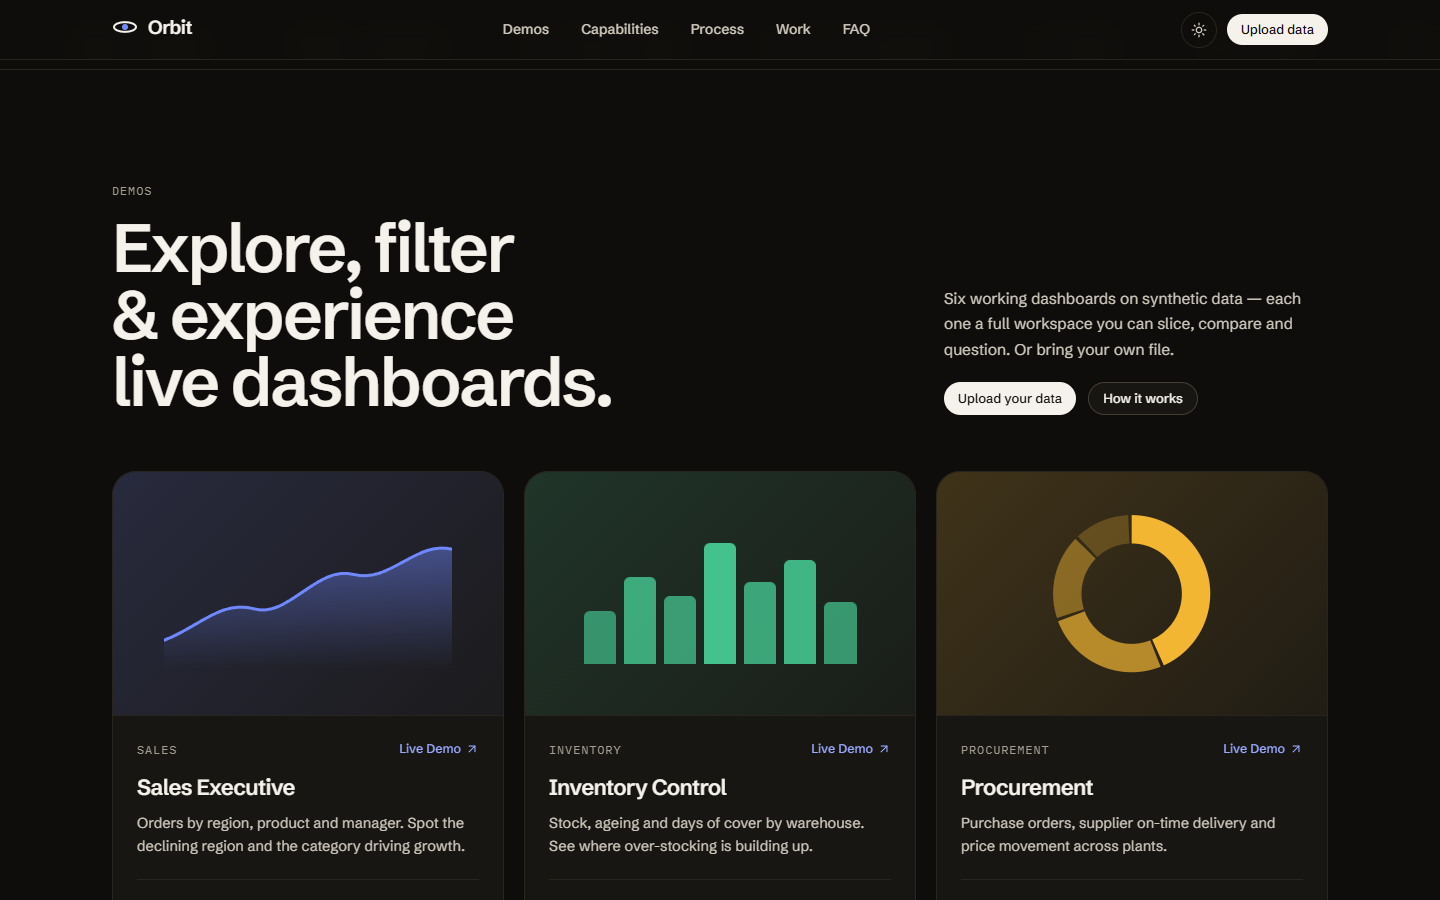 Orbit
Demos
Capabilities
Process
Work
FAQ
Upload data
DEMOS
Explore, filter
& experience
live dashboards.
Six working dashboards on synthetic data — each
one a full workspace you can slice, compare and
question. Or bring your own file.
Upload your data
How it works
SALES
Live Demo
Sales Executive
Orders by region, product and manager. Spot the
declining region and the category driving growth.
INVENTORY
Live Demo
Inventory Control
Stock, ageing and days of cover by warehouse.
See where over-stocking is building up.
PROCUREMENT
Live Demo
Procurement
Purchase orders, supplier on-time delivery and
price movement across plants.